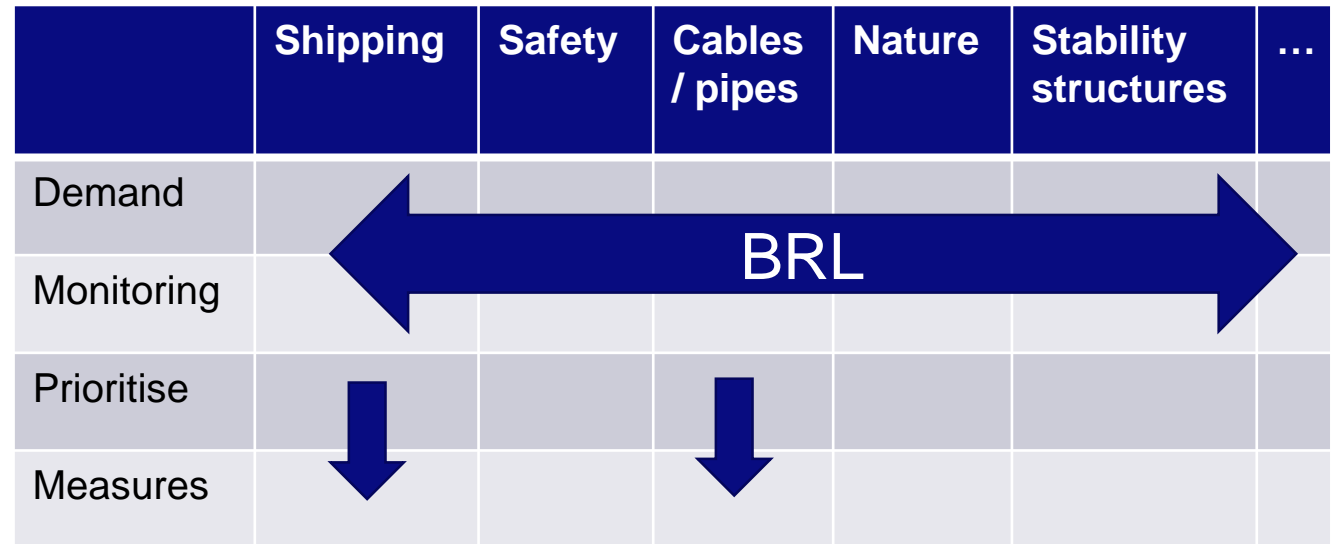 Shipping Safety Cables Nature Stability …
/ pipes structures
Demand
BRL
Monitoring
Prioritise
Measures